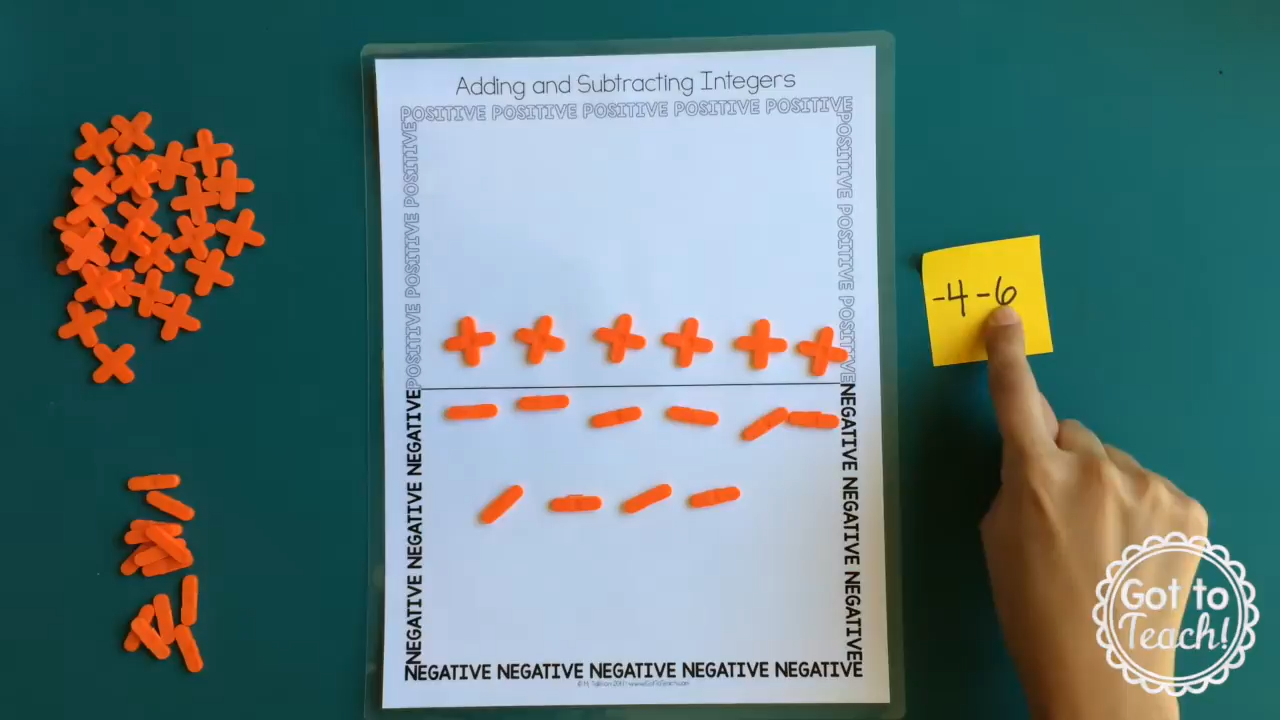 Adding and Subtracting Integers
POSITIVE POSITIVE POSITIVE POSITIVE POSITIVE
POSITIVE POSITIVE POSITIVE
POSITIVE POSITIVE POSITIVE
-4 -6
NEGATIVE NEGATIVE NEGATIVE
NEGATIVE NEGATIVE NEGATIVE
NEGATIVE NEGATIVE NEGATIVE NEGATIVE NEGATIVE
Got to
Teach!